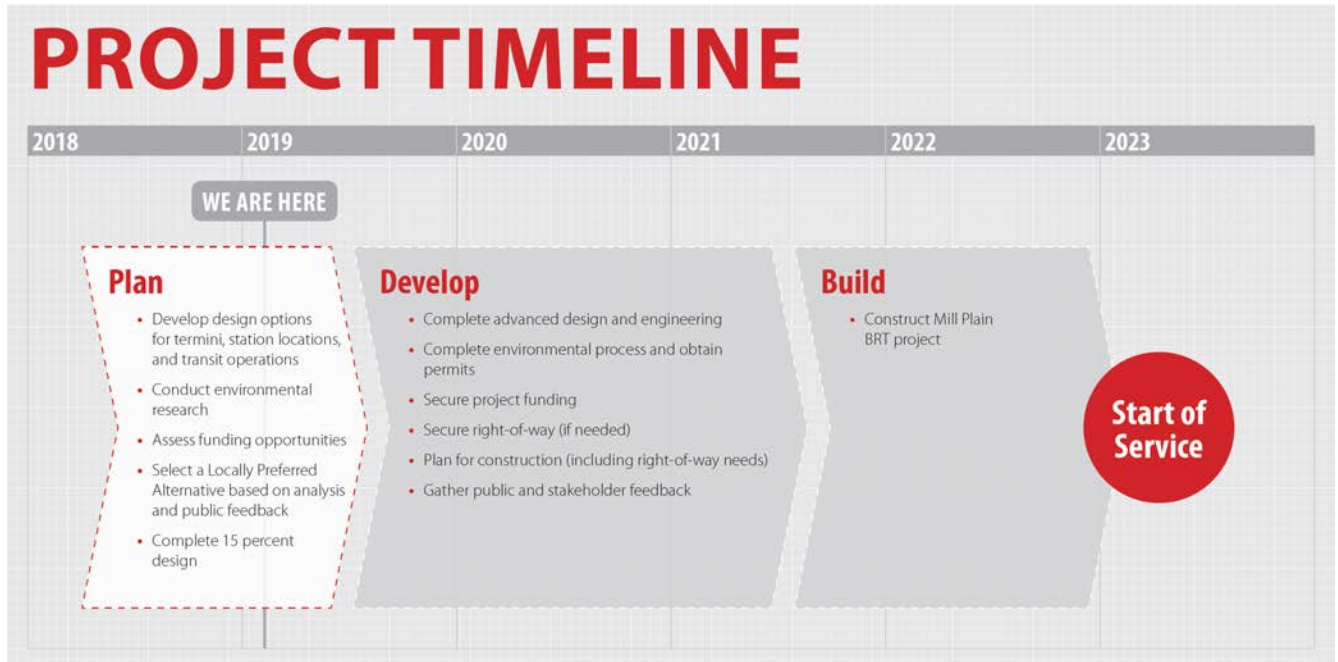 PROJECT TIMELINE
2018 2019 2020 2021 2022 2023
WE ARE HERE
Plan
• Develop design options
for termini, station locations,
and transit operations
• Conduct environmental
research
• Assess funding opportunities
• Select a Locally Preferred
Alternative based on analysis
and public feedback
• Complete 15 percent
design
Develop
• Complete advanced design and engineering
• Complete environmental process and obtain
permits
• Secure project funding
• Secure right-of-way (if needed)
• Plan for construction (including right-of-way needs)
• Gather public and stakeholder feedback
Build
• Construct Mill Plain
BRT project
Start of
Service